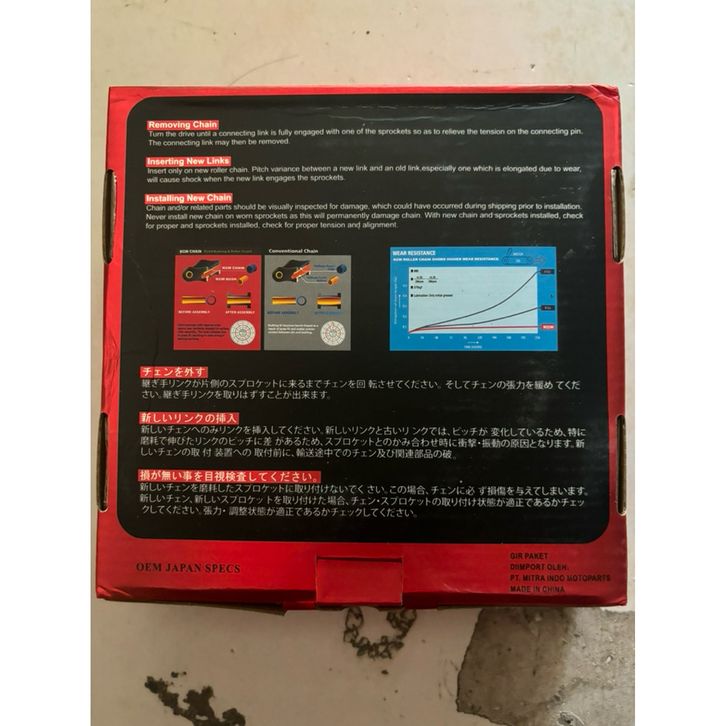 Removing Chain
Turn the drive until a connecting link is fully engaged with one of the sprockets so as to relieve the tension on the connecting pin.
The connecting link may then be removed.
Inserting New Links
Insert only on new roller chain. Pitch variance between a new link and an old link,especially one which is elongated due to wear,
will cause shock when the new link engages the sprockets.
Installing New Chain
Chain and/or related parts should be visually inspected for damage, which could have occurred during shipping prior to installation.
Never install new chain on worn sprockets as this will permanently damage chain. With new chain and sprockets installed, check
for proper and sprockets installed, check for proper tension and alignment.
Conventional Chain
BEFORE ASSEMBLY
AFTER ASSEMBLY
WEAR RESISTANCE
チェンを外す
継ぎ手リンクが片側のスプロケットに来るまでチェンを回 転させてください。そしてチェンの張力を緩め てくだ
さい。継ぎ手リンクを取りはずすことが出来ます。
新しいリンクの挿入
新しいチェンへのみリンクを挿入してください。新しいリンクと古いリンクでは、ピッチが 変化しているため、特に
磨耗で伸びたリンクのピッチに差 があるため、スプロケットとのかみ合わせ時に衝撃・振動の原因となります。新
しいチェンの取 付 装置への 取付前に、輸送途中でのチェン及び関連部品の破。
損が無い事を目視検査してください。
新しいチェンを磨耗したスプロケットに取り付けないでくさい。この場合、チェンに必 ず損傷を与えてしまいます。
新しいチェン、新しいスプロケットを取り付けた場合、チェン・スプロケットの取り付け状態が適正であるかチェッ
クしてください。張力・ 調整状態が適正であるかチェックしてください。
OEM JAPAN SPECS
GIR PAKET
DIIMPORT OLEH:
PT. MITRA INDO MOTOPARTS
MADE IN CHINA